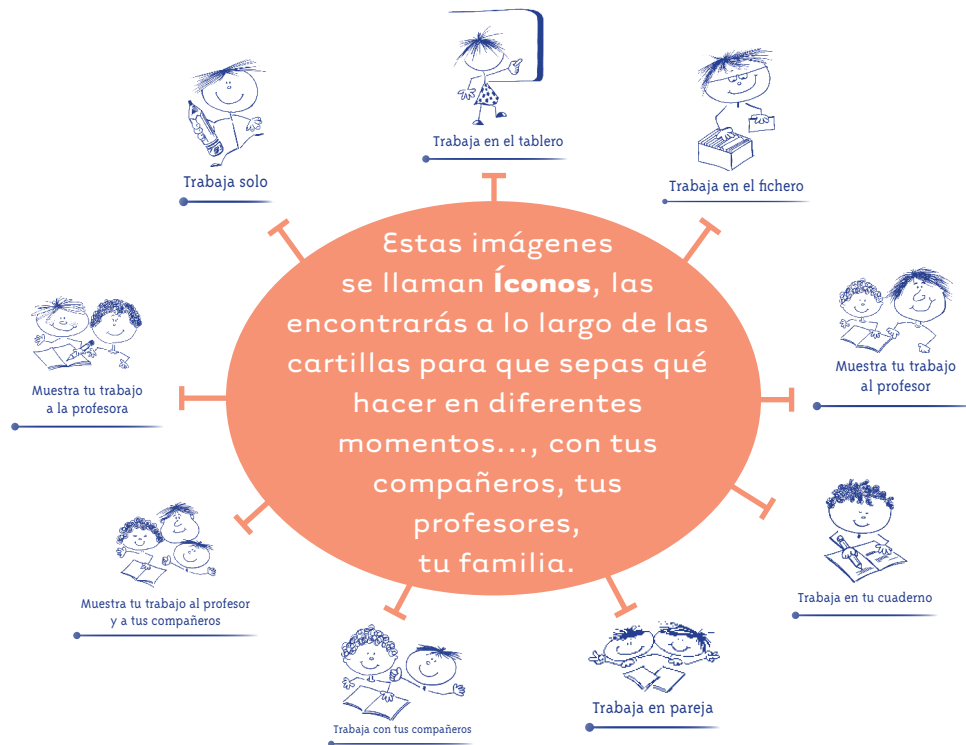 Trabaja en el tablero
Trabaja solo
Trabaja en el fichero
Estas imágenes
se llaman Íconos, las
encontrarás a lo largo de las
cartillas para que sepas qué
hacer en diferentes
momentos..., con tus
compañeros, tus
profesores,
tu familia.
Muestra tu trabajo
a la profesora
Muestra tu trabajo
al profesor
Muestra tu trabajo al profesor
y a tus compañeros
Trabaja en tu cuaderno
Trabaja con tus compañeros
Trabaja en pareja